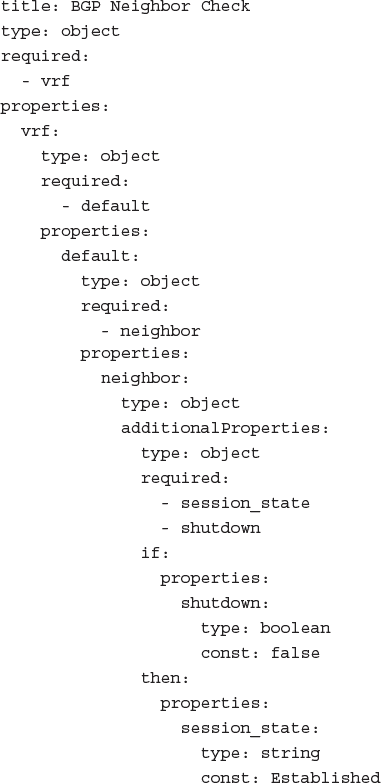 title: BGP Neighbor Check
type: object
required:
  - vrf
properties:
  vrf:
    type: object
    required:
      - default
    properties:
      default:
        type: object
        required:
          - neighbor
        properties:
          neighbor:
            type: object
            additionalProperties:
              type: object
              required:
                - session_state
                - shutdown
              if:
                properties:
                  shutdown:
                    type: boolean
                    const: false
              then:
                properties:
                  session_state:
                    type: string
                    const: Established